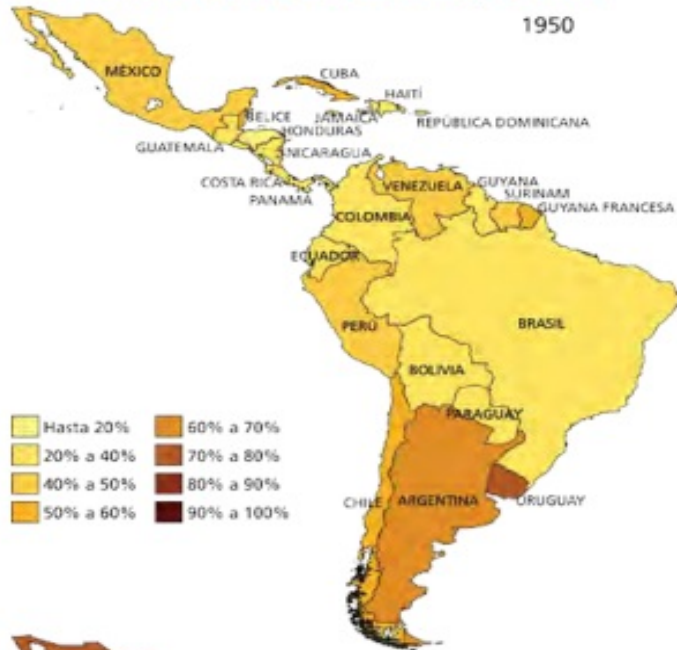 1950
MÉXICO
CUBA
HAITÍ
BELICE
JAMAICA
REPÚBLICA DOMINICANA
HONDURAS
GUATEMALA
NICARAGUA
COSTA RICA
PANAMÁ
VENEZUELA
GUYANA
SURINAM
GUYANA FRANCESA
COLOMBIA
ECUADOR
PERÚ
BRASIL
BOLIVIA
PARAGUAY
CHILE
ARGENTINA
URUGUAY
Hasta 20%
60% a 70%
20% a 40%
70% a 80%
40% a 50%
80% a 90%
50% a 60%
90% a 100%